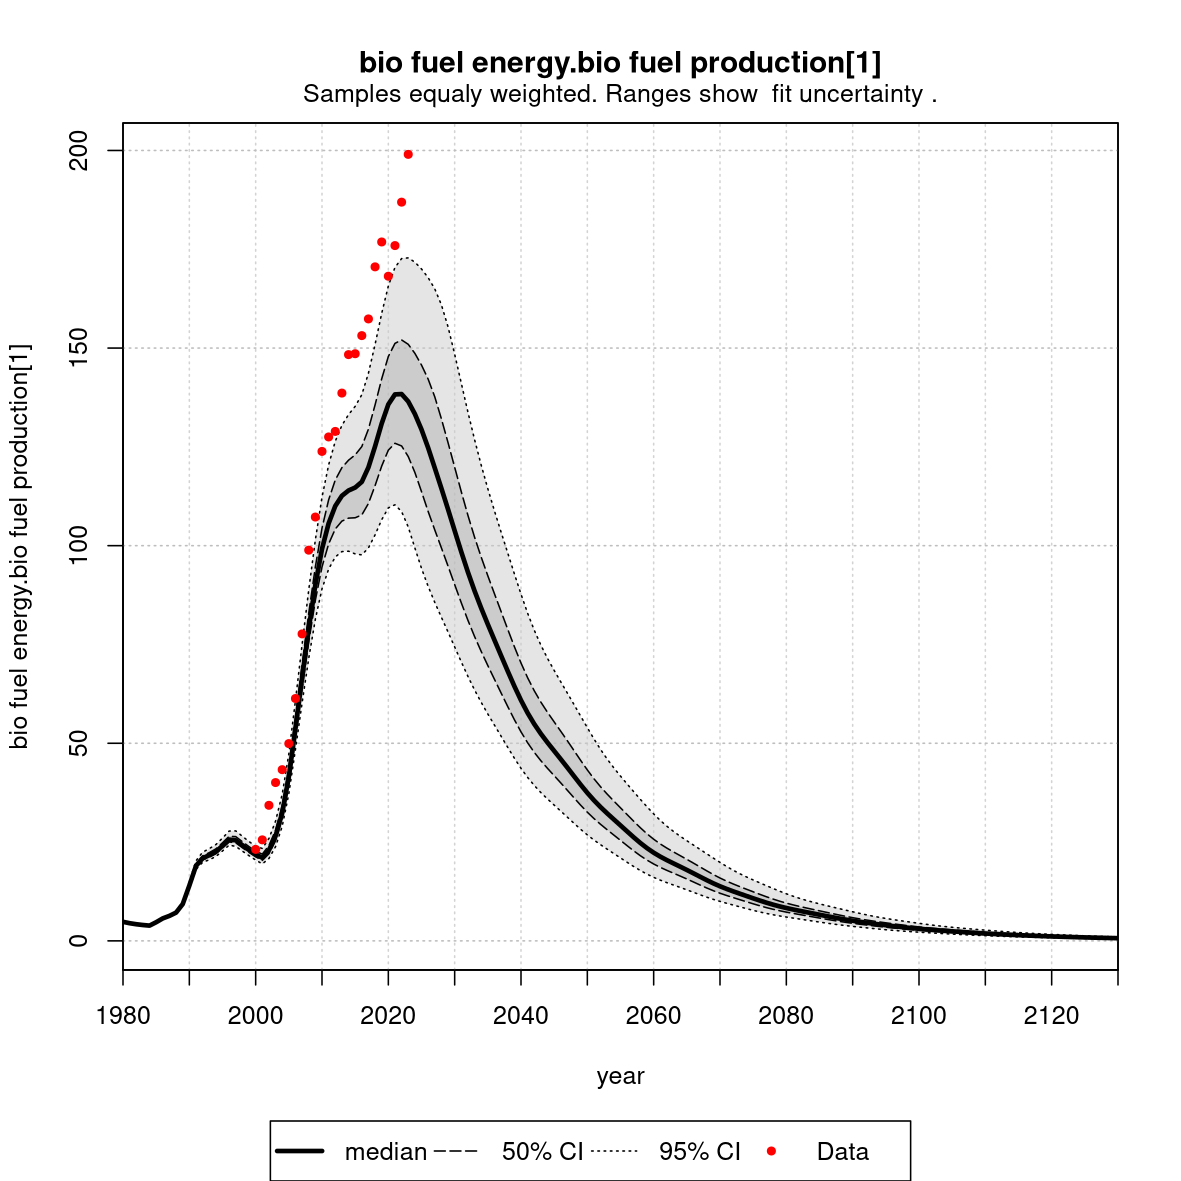 bio fuel energy.bio fuel production[1]
Samples equaly weighted. Ranges show  fit uncertainty .
bio fuel energy.bio fuel production[1]
200
150
100
50
0
1980 2000 2020 2040 2060 2080 2100 2120
year
median 50% CI 95% CI Data